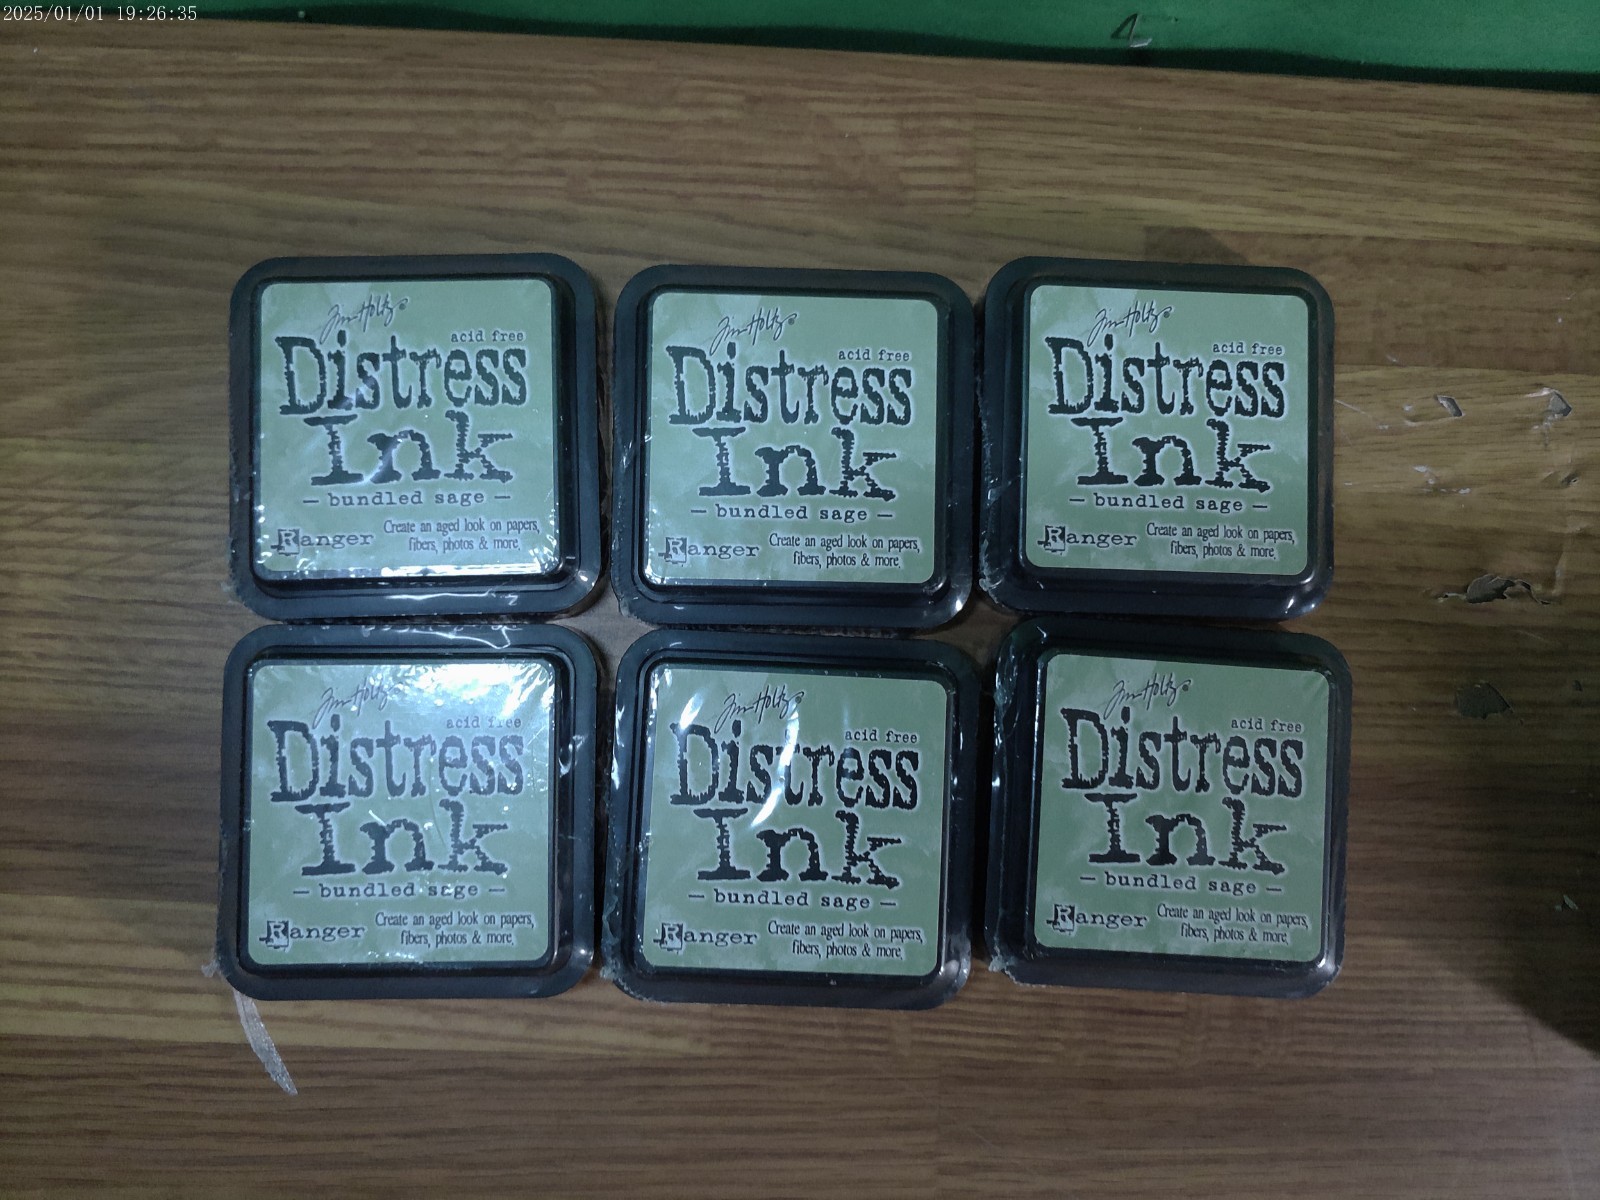 2025/01/01 19:26:35
Tim Holtz®
acid free
Distress
Ink
— bundled sage —
Ranger
Create an aged look on papers,
fibers, photos & more.
Tim Holtz®
acid free
Distress
Ink
— bundled sage —
Ranger
Create an aged look on papers,
fibers, photos & more.
Tim Holtz®
acid free
Distress
Ink
— bundled sage —
Ranger
Create an aged look on papers,
fibers, photos & more.
Tim Holtz®
acid free
Distress
Ink
— bundled sage —
Ranger
Create an aged look on papers,
fibers, photos & more.
Tim Holtz®
acid free
Distress
Ink
— bundled sage —
Ranger
Create an aged look on papers,
fibers, photos & more.
Tim Holtz®
acid free
Distress
Ink
— bundled sage —
Ranger
Create an aged look on papers,
fibers, photos & more.